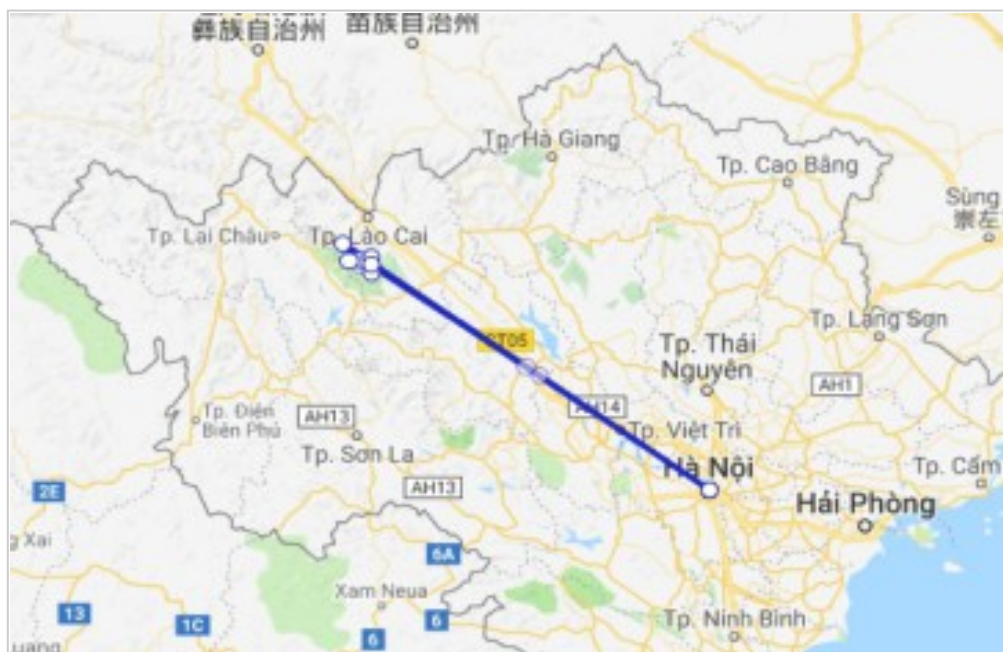 彝族自治州
苗族自治州
Tp. Hà Giang
Tp. Cao Bằng
Sùng
崇左
Tp. Lai Châu
Tp. Lào Cai
Tp. Lạng Sơn
CT05
Tp. Thái
Nguyên
AH1
AH14
Tp. Điện
Biên Phủ
AH13
Tp. Việt Trì
Tp. Sơn La
Hà Nội
AH13
Tp. Cẩm
2E
Hải Phòng
6A
Xam Neua
13
1C
6
6
Tp. Ninh Bình